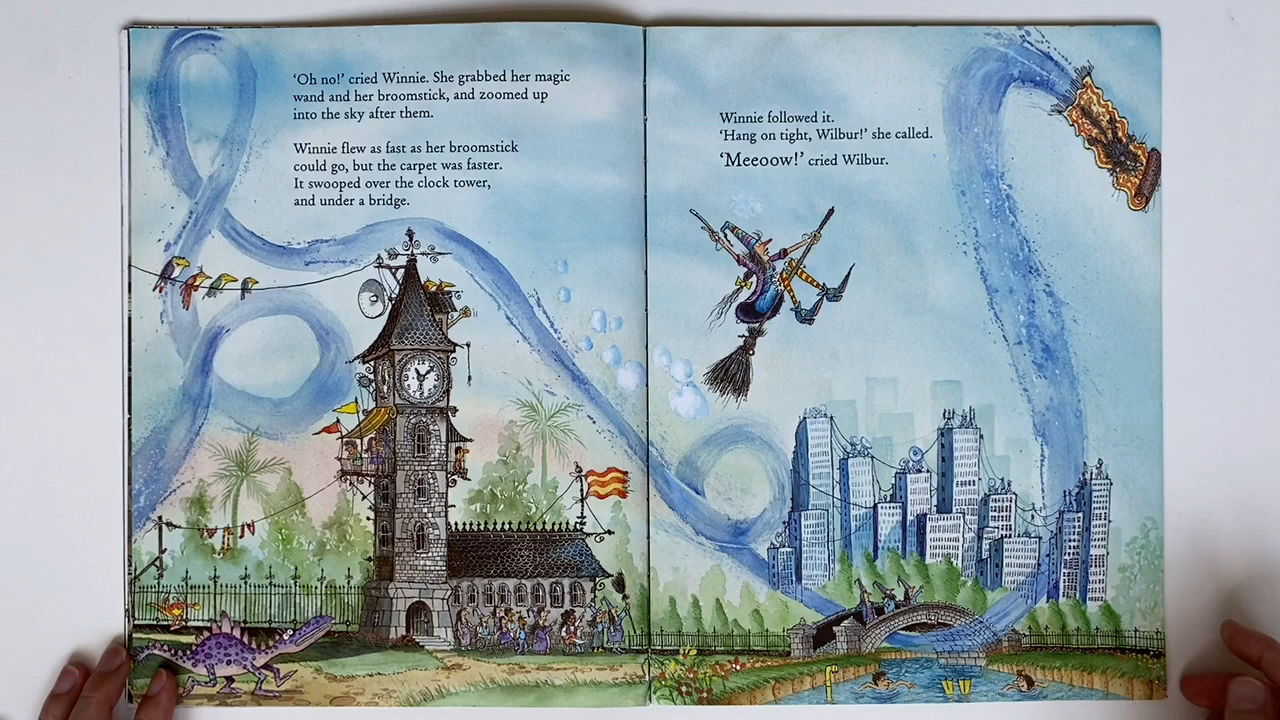 ‘Oh no!’ cried Winnie. She grabbed her magic
wand and her broomstick, and zoomed up
into the sky after them.
Winnie flew as fast as her broomstick
could go, but the carpet was faster.
It swooped over the clock tower,
and under a bridge.
Winnie followed it.
‘Hang on tight, Wilbur!’ she called.
‘Meeoow!’ cried Wilbur.